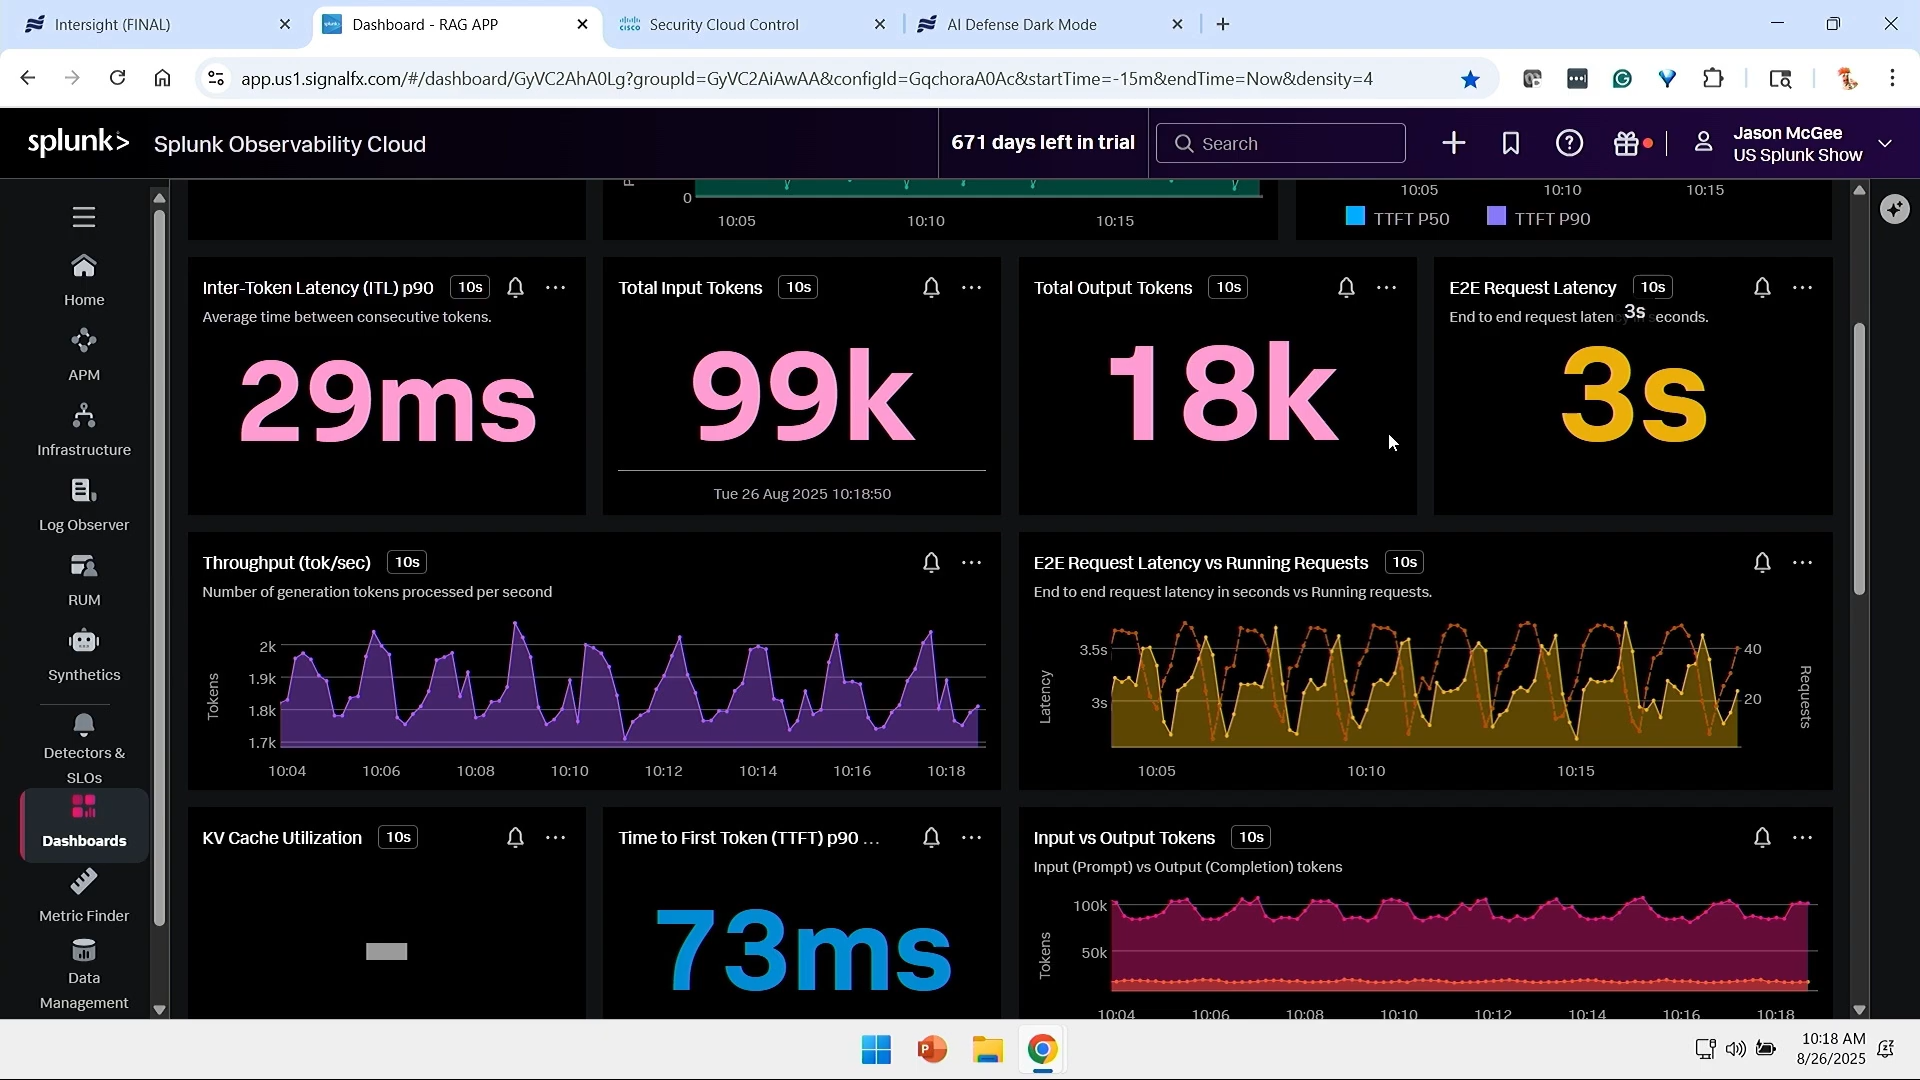 Intersight (FINAL)
Dashboard - RAG APP
Security Cloud Control
AI Defense Dark Mode
app.us1.signalfx.com/#/dashboard/GyVC2AhA0Lg?groupId=GyVC2AiAwAA&configId=GqchoraA0Ac&startTime=-15m&endTime=Now&density=4
splunk>
Splunk Observability Cloud
671 days left in trial
Search
Jason McGee
US Splunk Show
Home
APM
Infrastructure
Log Observer
RUM
Synthetics
Detectors &
SLOs
Dashboards
Metric Finder
Data
Management
0
10:05 10:10 10:15
10:05 10:10 10:15
TTFT P50 TTFT P90
Inter-Token Latency (ITL) p90 10s
Average time between consecutive tokens.
29ms
Total Input Tokens 10s
99k
Tue 26 Aug 2025 10:18:50
Total Output Tokens 10s
18k
E2E Request Latency 10s
3s
End to end request laten econds.
3s
Throughput (tok/sec) 10s
Number of generation tokens processed per second
Tokens
2k
1.9k
1.8k
1.7k
10:04 10:06 10:08 10:10 10:12 10:14 10:16 10:18
E2E Request Latency vs Running Requests 10s
End to end request latency in seconds vs Running requests.
Latency
3.5s
3s
40
20
Requests
10:05 10:10 10:15
KV Cache Utilization 10s
Time to First Token (TTFT) p90 ...
73ms
Input vs Output Tokens 10s
Input (Prompt) vs Output (Completion) tokens
Tokens
100k
50k
10:04 10:06 10:08 10:10 10:12 10:14 10:16 10:18
10:18 AM
8/26/2025